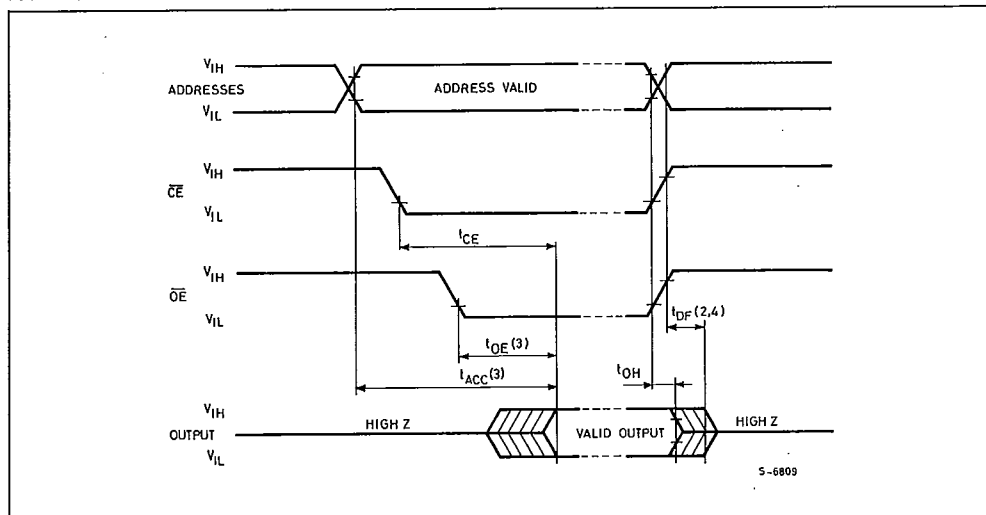 VIH
ADDRESSES
ADDRESS VALID
VIL
VIH
CE
VIL
tCE
VIH
OE
VIL
tDF(2,4)
tOE(3)
tOH
tACC(3)
VIH
HIGH Z
OUTPUT
VALID OUTPUT
HIGH Z
VIL
S-6809